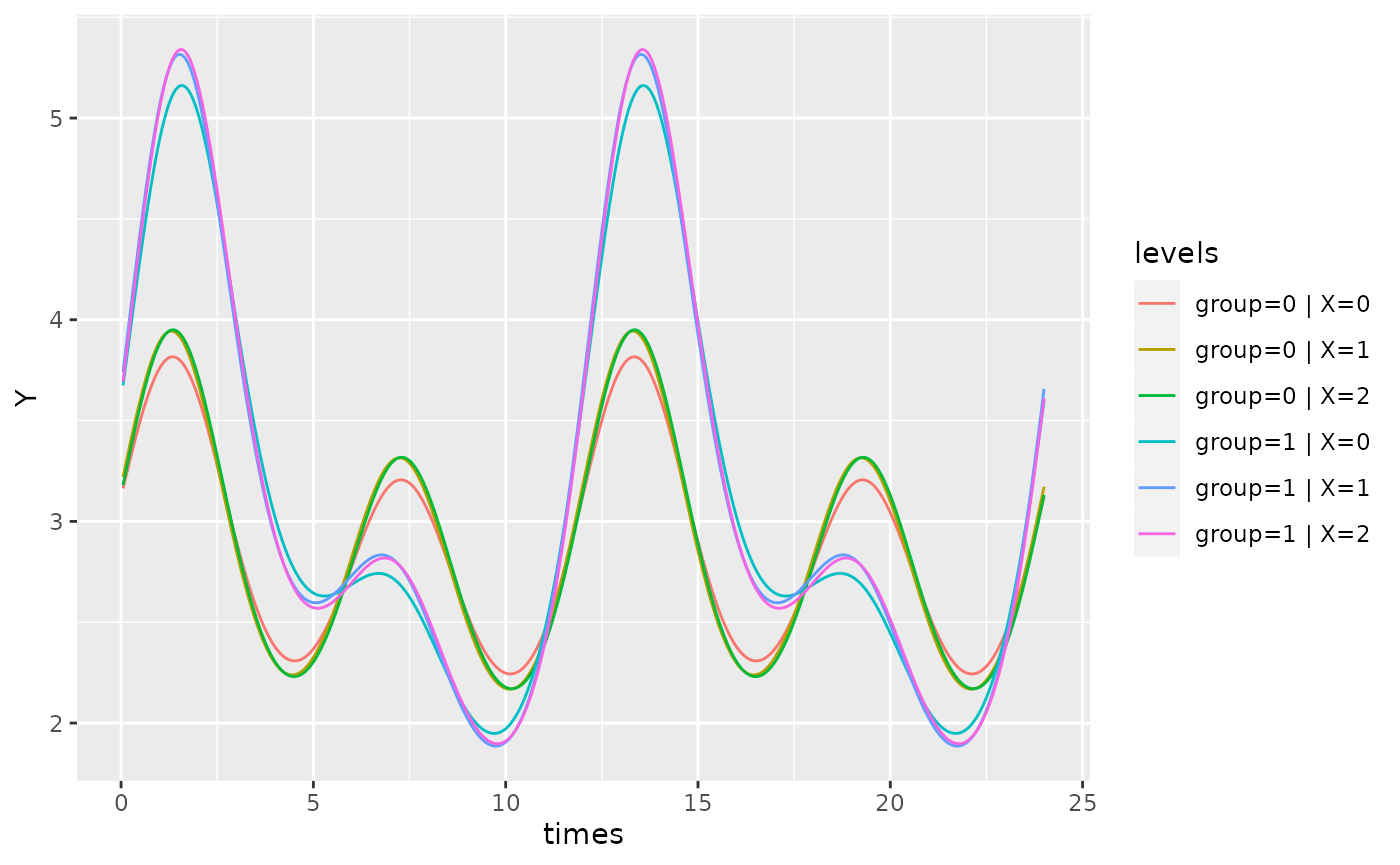 5
4
3
2
Y
0 5 10 15 20 25
times
levels
group=0 | X=0
group=0 | X=1
group=0 | X=2
group=1 | X=0
group=1 | X=1
group=1 | X=2